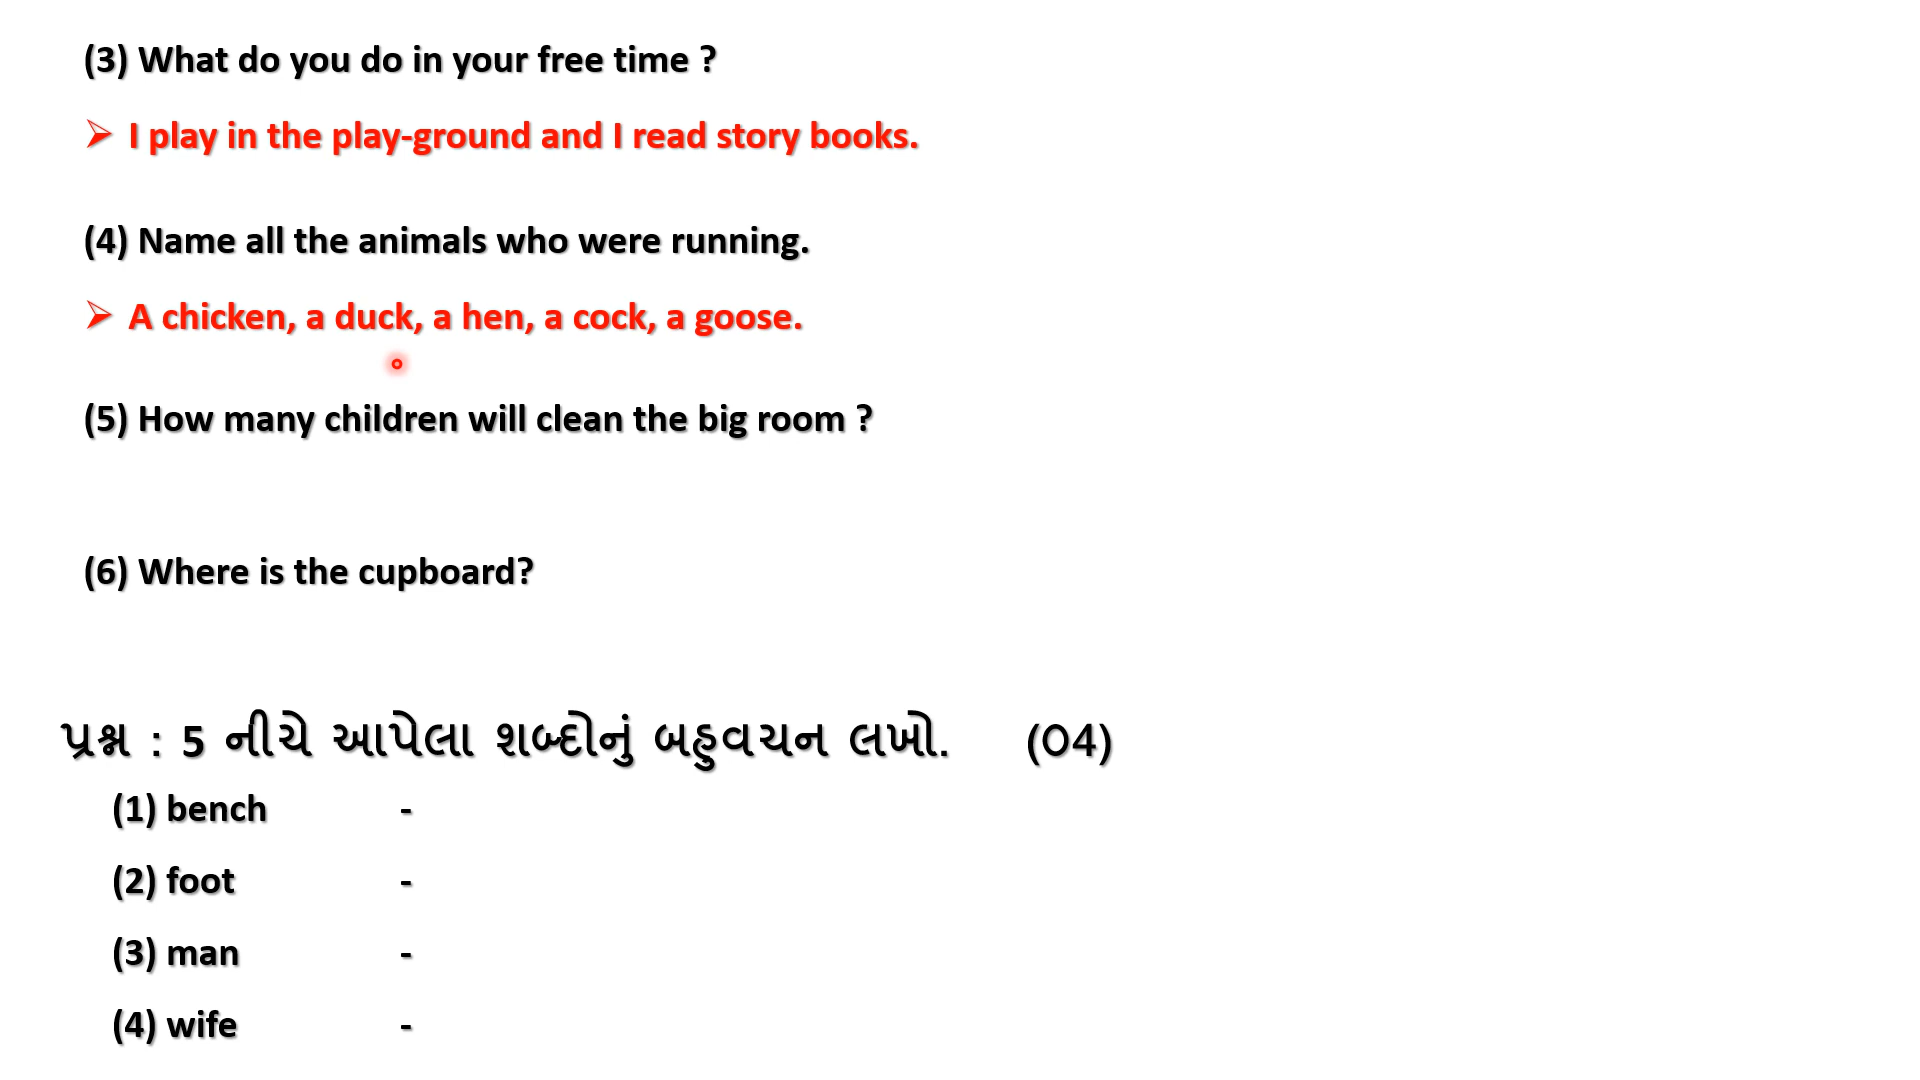 (3) What do you do in your free time ?
➢ I play in the play-ground and I read story books.
(4) Name all the animals who were running.
➢ A chicken, a duck, a hen, a cock, a goose.
(5) How many children will clean the big room ?
(6) Where is the cupboard?
પ્રશ્ન : 5 નીચે આપેલા શબ્દોનું બહુવચન લખો. (04)
(1) bench -
(2) foot -
(3) man -
(4) wife -